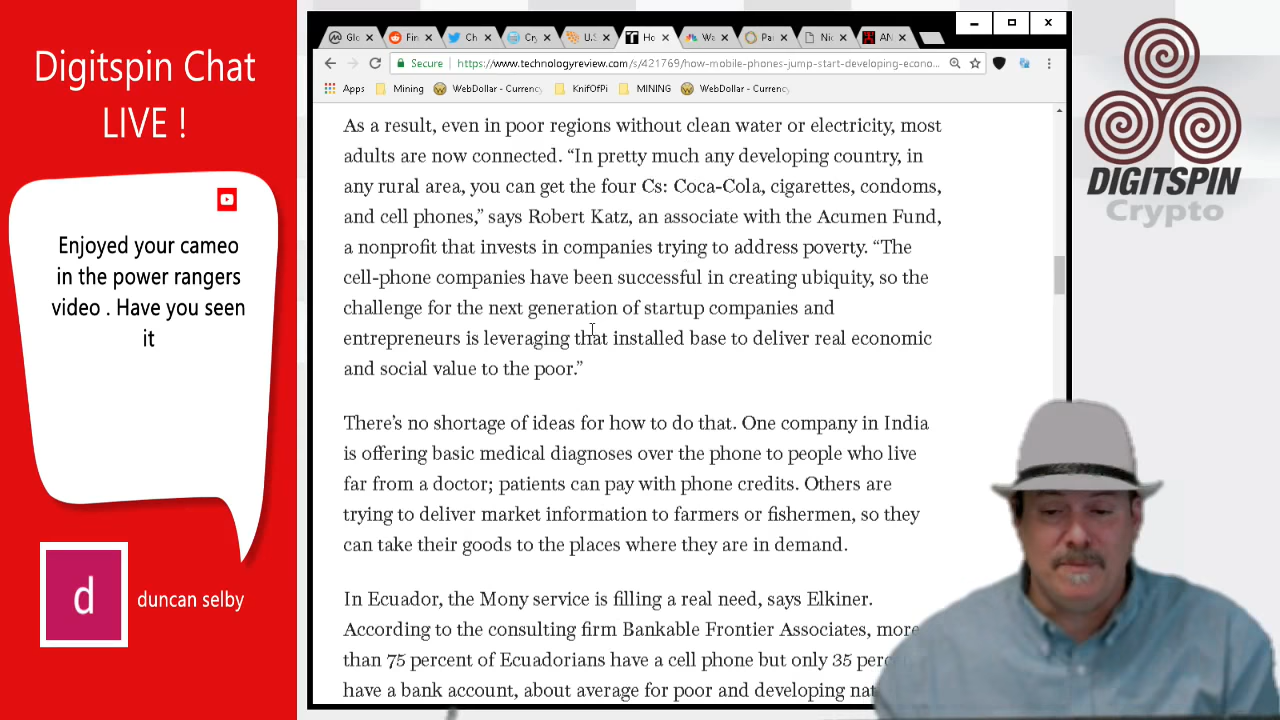 Digitspin Chat
LIVE !
Enjoyed your cameo
in the power rangers
video . Have you seen
it
d
duncan selby
Glo
Fin
Ch
Cry
U.S
Ho
Wa
Pai
Nic
AN
Secure
https://www.technologyreview.com/s/421769/how-mobile-phones-jump-start-developing-econo...
Apps
Mining
WebDollar - Currency
KnifOfPi
MINING
WebDollar - Currency
As a result, even in poor regions without clean water or electricity, most
adults are now connected. “In pretty much any developing country, in
any rural area, you can get the four Cs: Coca-Cola, cigarettes, condoms,
and cell phones,” says Robert Katz, an associate with the Acumen Fund,
a nonprofit that invests in companies trying to address poverty. “The
cell-phone companies have been successful in creating ubiquity, so the
challenge for the next generation of startup companies and
entrepreneurs is leveraging that installed base to deliver real economic
and social value to the poor.”
There’s no shortage of ideas for how to do that. One company in India
is offering basic medical diagnoses over the phone to people who live
far from a doctor; patients can pay with phone credits. Others are
trying to deliver market information to farmers or fishermen, so they
can take their goods to the places where they are in demand.
In Ecuador, the Mony service is filling a real need, says Elkiner.
According to the consulting firm Bankable Frontier Associates, more
than 75 percent of Ecuadorians have a cell phone but only 35 perc
have a bank account, about average for poor and developing nat
DIGITSPIN
Crypto